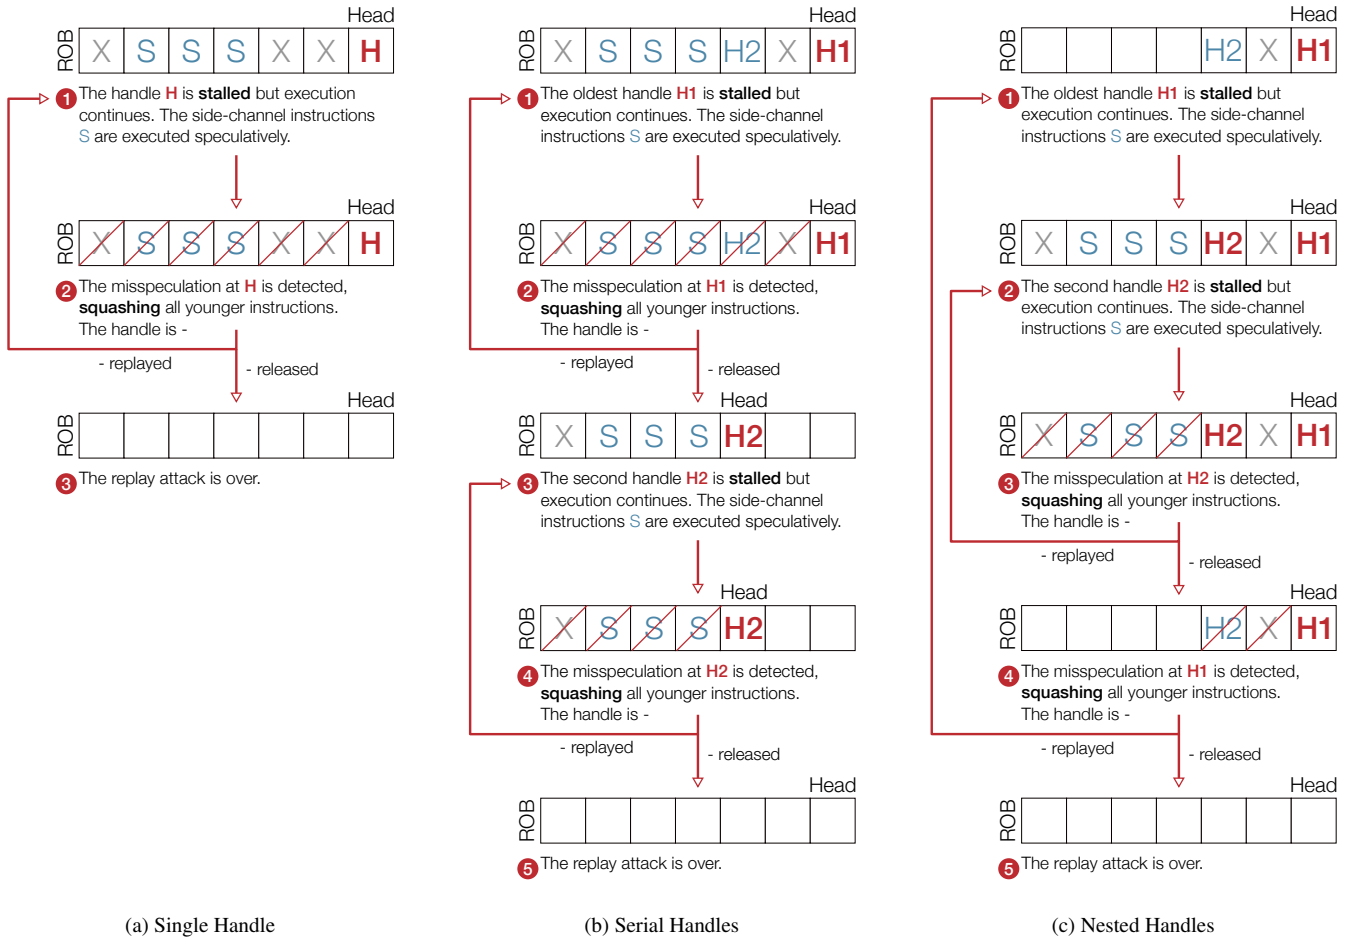 Head
ROB X S S S X X H
1 The handle H is stalled but execution
continues. The side-channel instructions
S are executed speculatively.
Head
ROB X S S S X X H
2 The misspeculation at H is detected,
squashing all younger instructions.
The handle is -
- replayed
- released
Head
ROB
3 The replay attack is over.
(a) Single Handle
Head
ROB X S S S H2 X H1
1 The oldest handle H1 is stalled but
execution continues. The side-channel
instructions S are executed speculatively.
Head
ROB X S S S H2 X H1
2 The misspeculation at H1 is detected,
squashing all younger instructions.
The handle is -
- replayed
- released
Head
ROB X S S S H2
3 The second handle H2 is stalled but
execution continues. The side-channel
instructions S are executed speculatively.
Head
ROB X S S S H2
4 The misspeculation at H2 is detected,
squashing all younger instructions.
The handle is -
- replayed
- released
Head
ROB
5 The replay attack is over.
(b) Serial Handles
Head
ROB H2 X H1
1 The oldest handle H1 is stalled but
execution continues. The side-channel
instructions S are executed speculatively.
Head
ROB X S S S H2 X H1
2 The second handle H2 is stalled but
execution continues. The side-channel
instructions S are executed speculatively.
Head
ROB X S S S H2 X H1
3 The misspeculation at H2 is detected,
squashing all younger instructions.
The handle is -
- replayed
- released
Head
ROB H2 X H1
4 The misspeculation at H1 is detected,
squashing all younger instructions.
The handle is -
- replayed
- released
Head
ROB
5 The replay attack is over.
(c) Nested Handles